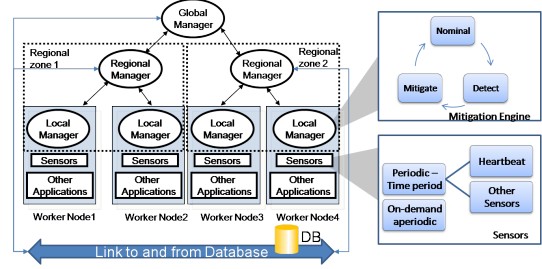 Global
Manager
Regional
zone 1
Regional
Manager
Regional
Manager
Regional
zone 2
Local
Manager
Local
Manager
Local
Manager
Local
Manager
Sensors
Sensors
Sensors
Sensors
Other
Applications
Other
Applications
Other
Applications
Other
Applications
Worker Node1
Worker Node2
Worker Node3
Worker Node4
DB
Link to and from Database
Nominal
Mitigate
Detect
Mitigation Engine
Periodic –
Time period
On-demand
aperiodic
Heartbeat
Other
Sensors
Sensors